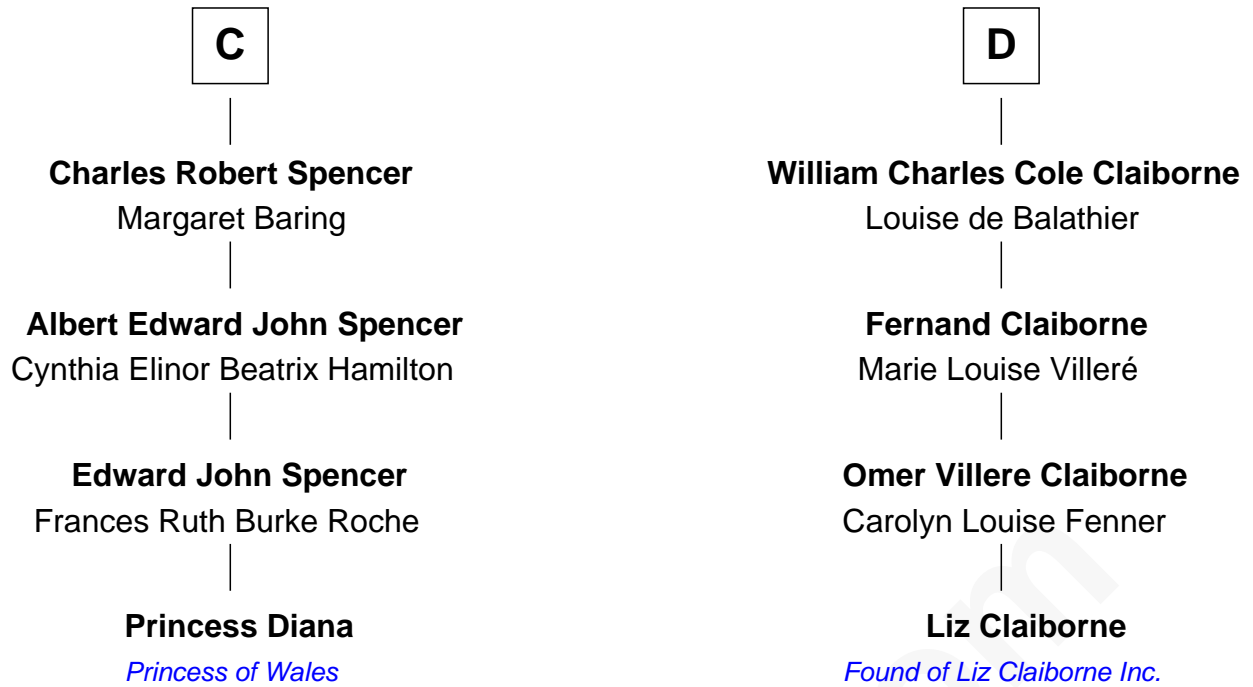 C
Charles Robert Spencer
Margaret Baring
Albert Edward John Spencer
Cynthia Elinor Beatrix Hamilton
Edward John Spencer
Frances Ruth Burke Roche
Princess Diana
Princess of Wales
D
William Charles Cole Claiborne
Louise de Balathier
Fernand Claiborne
Marie Louise Villeré
Omer Villere Claiborne
Carolyn Louise Fenner
Liz Claiborne
Found of Liz Claiborne Inc.